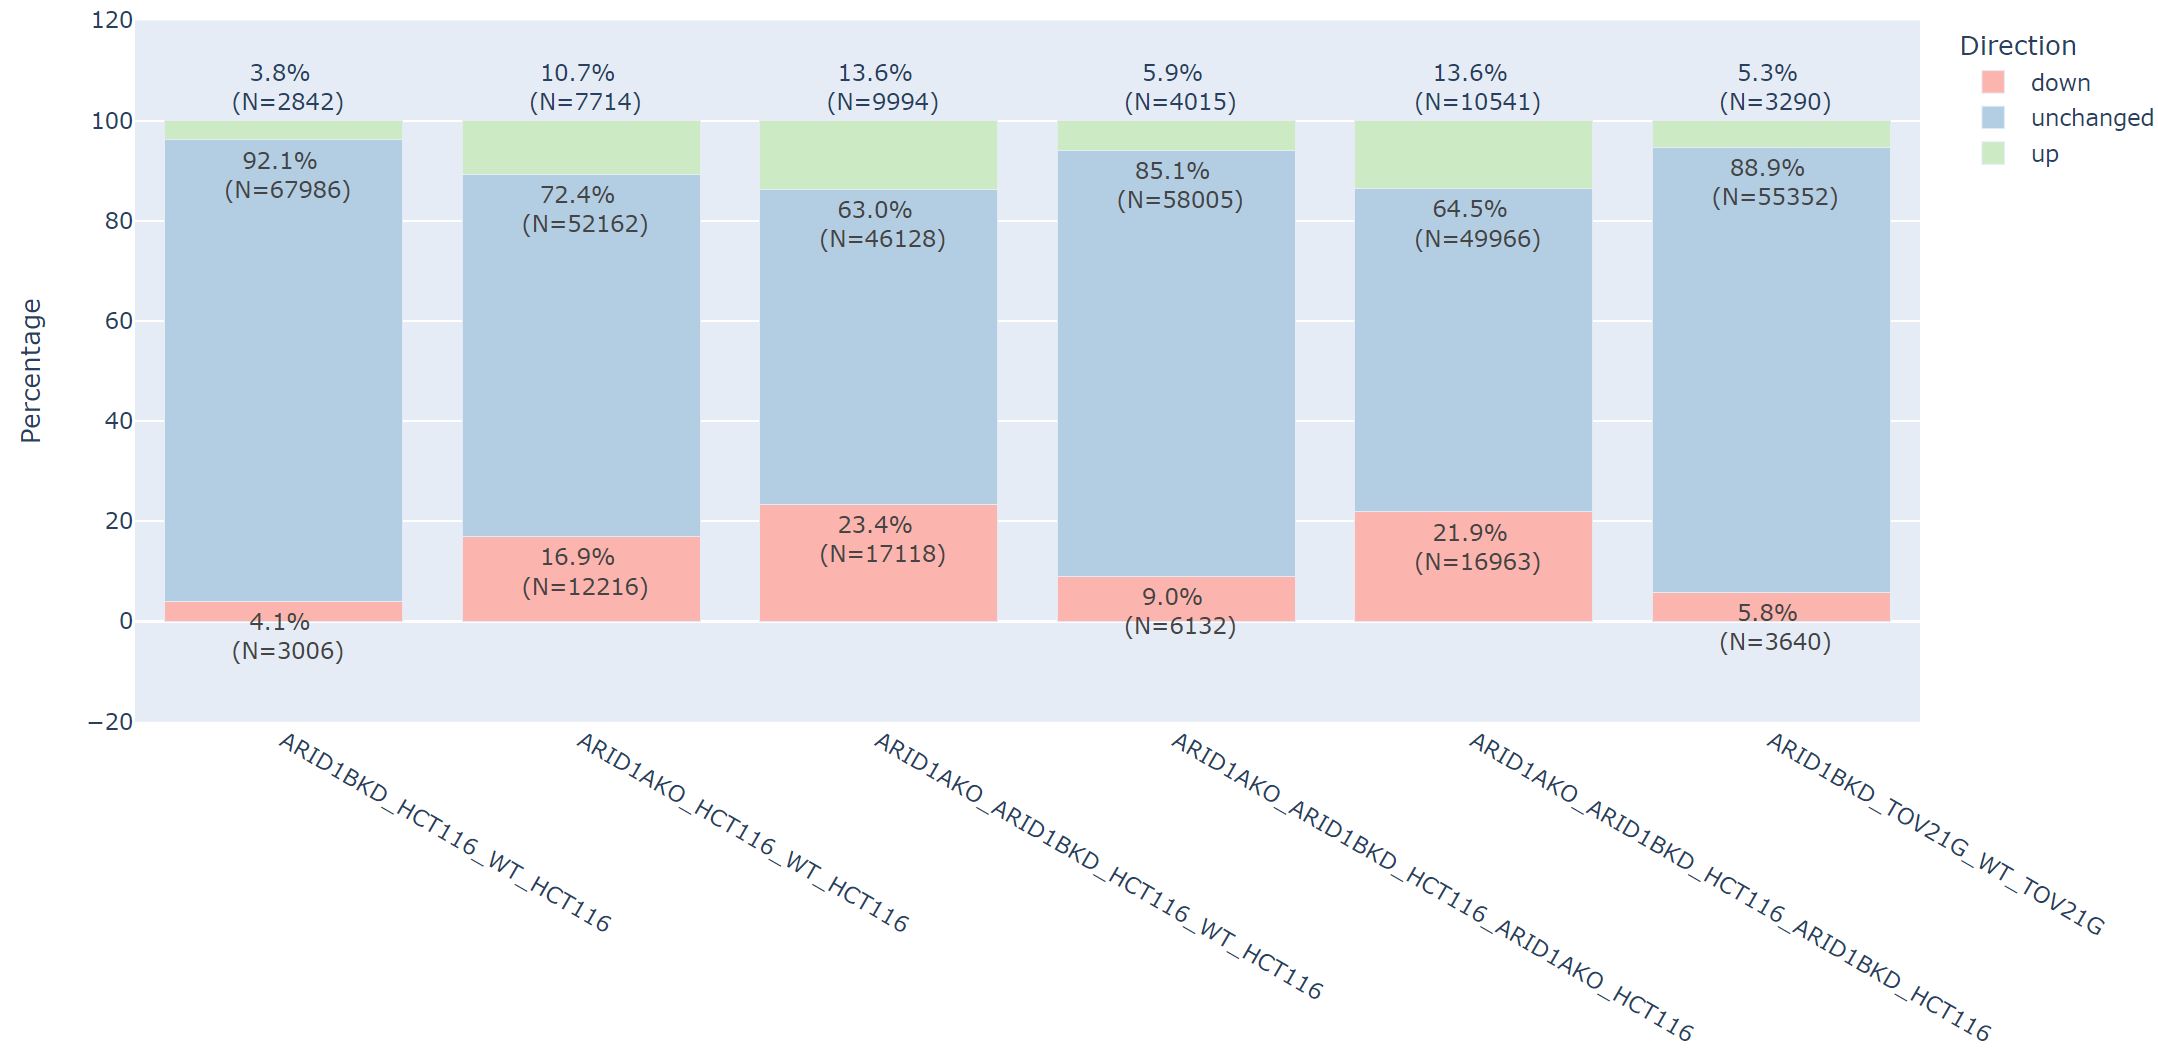 120
3.8%
(N=2842)
10.7%
(N=7714)
13.6%
(N=9994)
5.9%
(N=4015)
13.6%
(N=10541)
5.3%
(N=3290)
Direction
down
unchanged
up
100
92.1%
(N=67986)
72.4%
(N=52162)
63.0%
(N=46128)
85.1%
(N=58005)
64.5%
(N=49966)
88.9%
(N=55352)
80
60
Percentage
40
20
4.1%
(N=3006)
16.9%
(N=12216)
23.4%
(N=17118)
9.0%
(N=6132)
21.9%
(N=16963)
5.8%
(N=3640)
0
−20
ARID1BKD_HCT116_WT_HCT116
ARID1AKO_HCT116_WT_HCT116
ARID1AKO_ARID1BKD_HCT116_WT_HCT116
ARID1AKO_ARID1BKD_HCT116_ARID1AKO_HCT116
ARID1AKO_ARID1BKD_HCT116_ARID1BKD_HCT116
ARID1BKD_TOV21G_WT_TOV21G